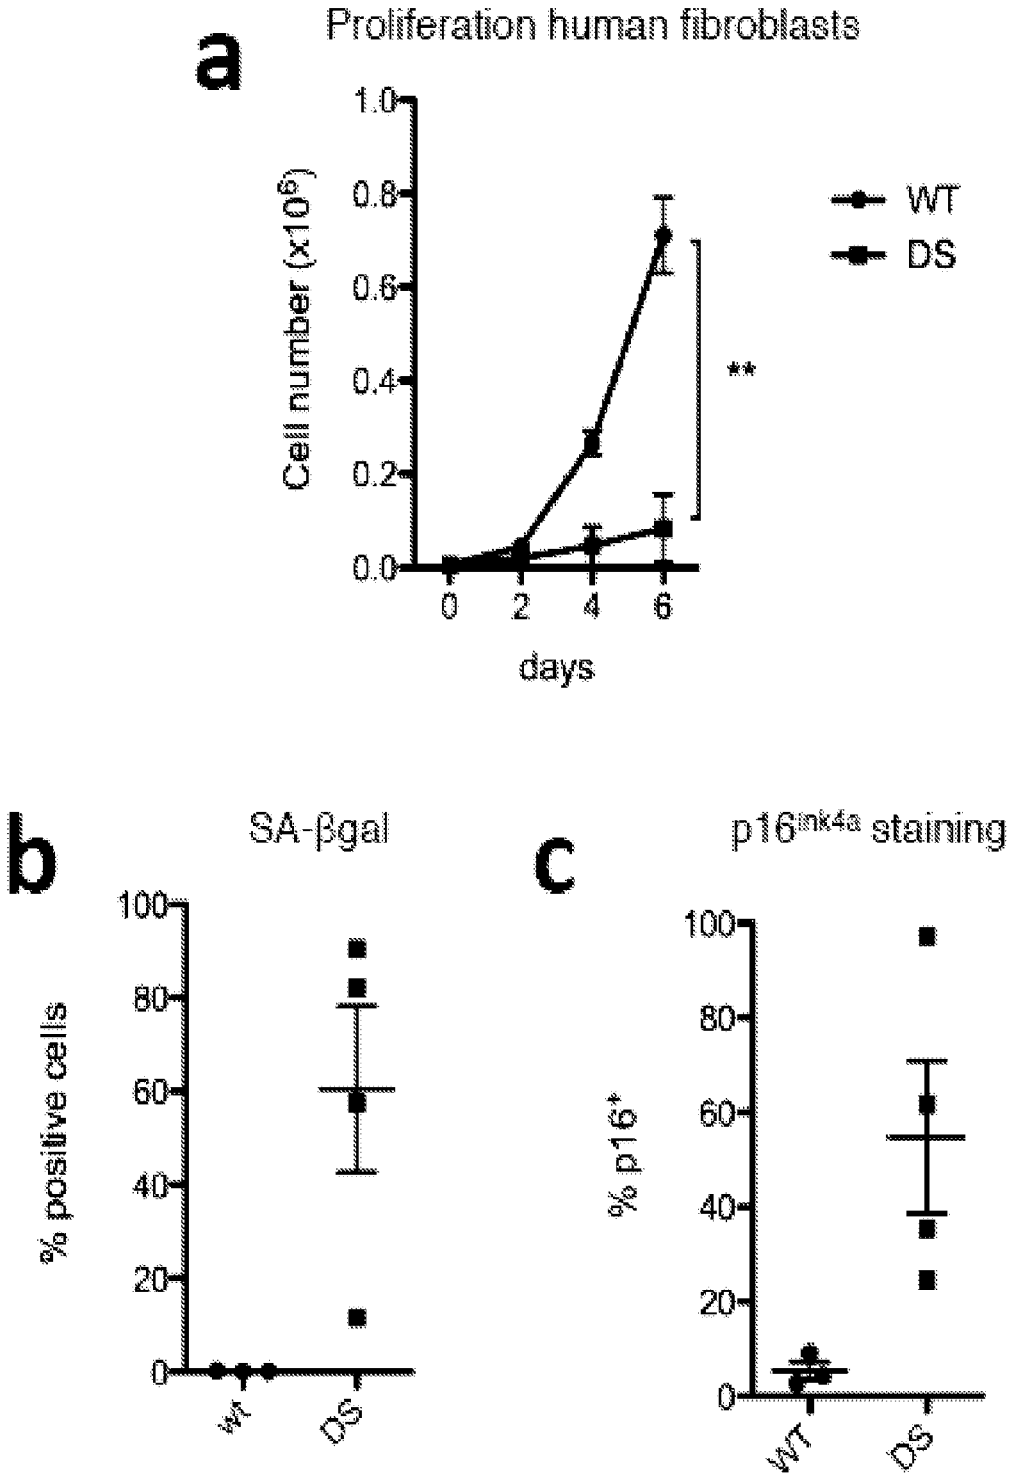 a
Proliferation human fibroblasts
Cell number (x10⁶)
1.0
0.8
0.6
0.4
0.2
0.0
0 2 4 6
days
WT
DS
**
b
SA-βgal
% positive cells
100
80
60
40
20
0
wt DS
c
p16ⁱⁿᵏ⁴ᵃ staining
% p16⁺
100
80
60
40
20
0
WT DS